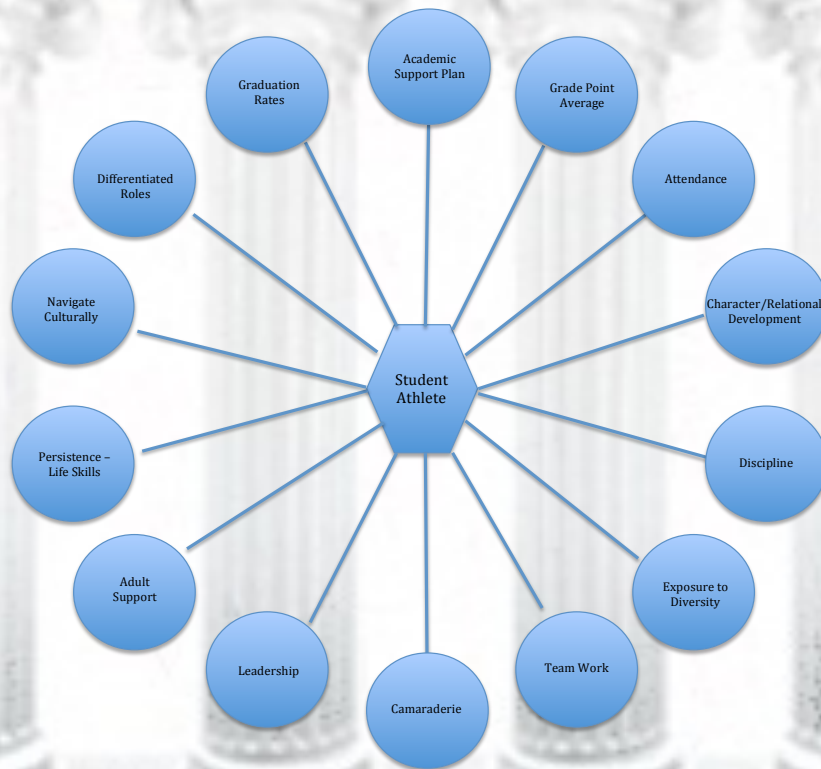 Academic
Support Plan
Graduation
Rates
Grade Point
Average
Differentiated
Roles
Attendance
Navigate
Culturally
Character/Relational
Development
Student
Athlete
Persistence –
Life Skills
Discipline
Adult
Support
Exposure to
Diversity
Leadership
Team Work
Camaraderie